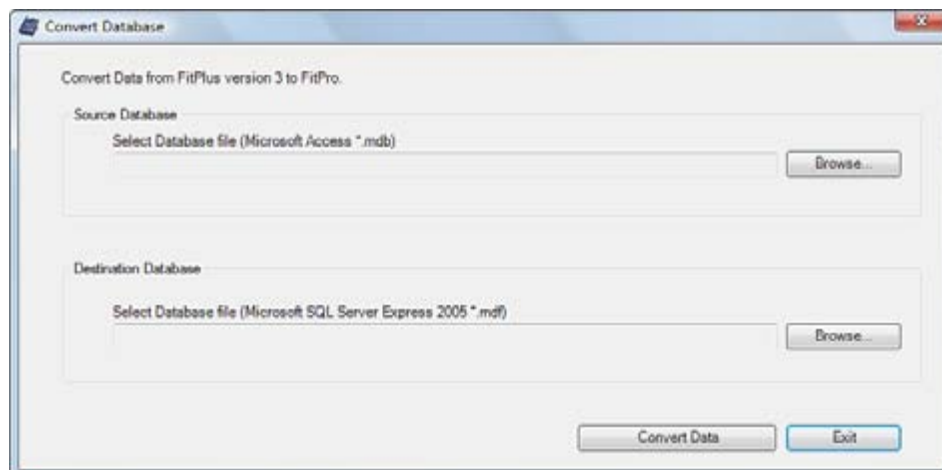 Convert Database
Convert Data from FitPlus version 3 to FitPro.
Source Database
Select Database file (Microsoft Access *.mdb)
Browse...
Destination Database
Select Database file (Microsoft SQL Server Express 2005 *.mdf)
Browse...
Convert Data
Exit